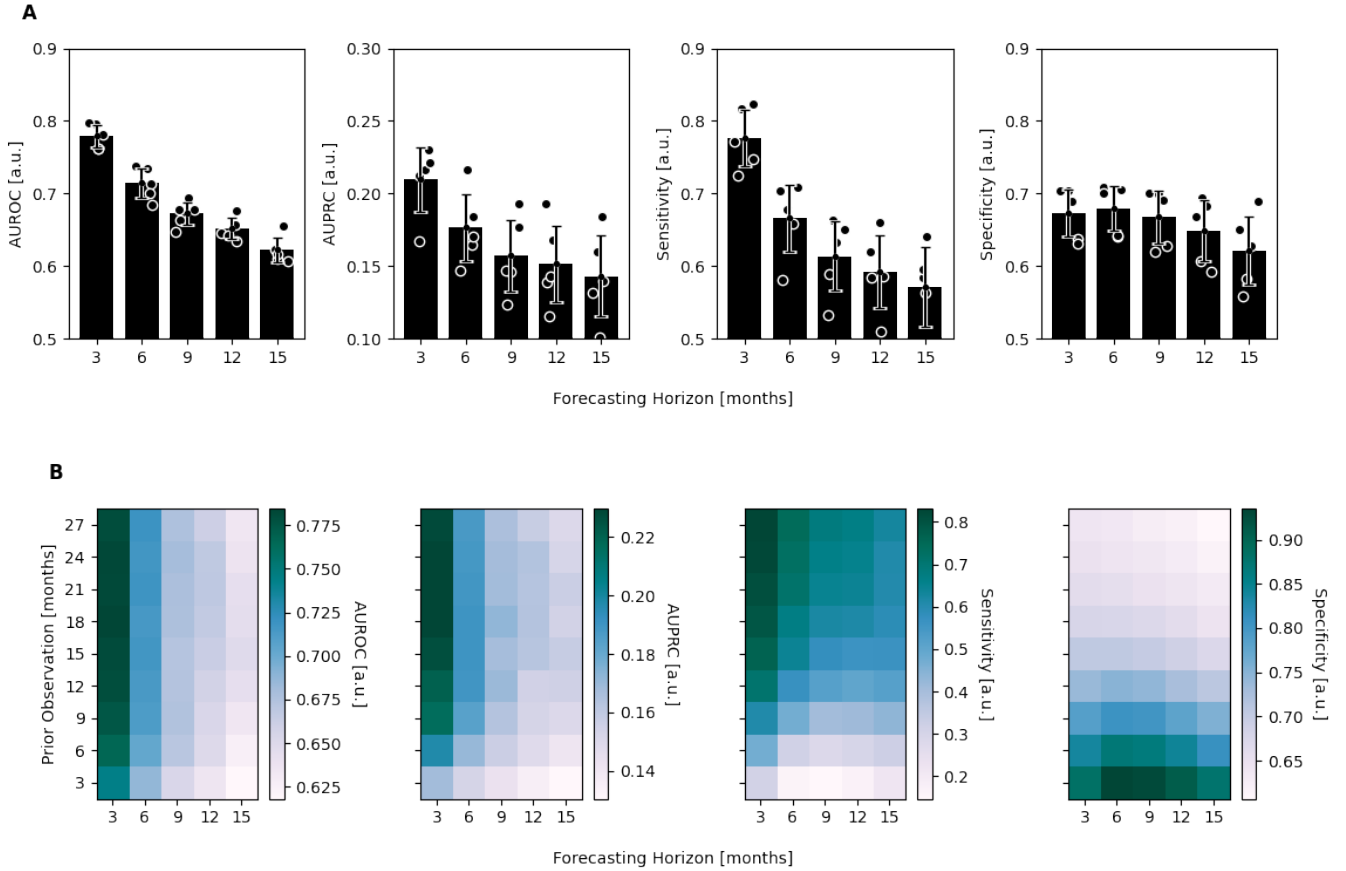 A
0.9
0.8
0.7
0.6
0.5
AUROC [a.u.]
3 6 9 12 15
0.30
0.25
0.20
0.15
0.10
AUPRC [a.u.]
3 6 9 12 15
0.9
0.8
0.7
0.6
0.5
Sensitivity [a.u.]
3 6 9 12 15
0.9
0.8
0.7
0.6
0.5
Specificity [a.u.]
3 6 9 12 15
Forecasting Horizon [months]
B
Prior Observation [months]
27
24
21
18
15
12
9
6
3
3 6 9 12 15
0.775
0.750
0.725
0.700
0.675
0.650
0.625
AUROC [a.u.]
3 6 9 12 15
0.22
0.20
0.18
0.16
0.14
AUPRC [a.u.]
3 6 9 12 15
0.8
0.7
0.6
0.5
0.4
0.3
0.2
Sensitivity [a.u.]
3 6 9 12 15
0.90
0.85
0.80
0.75
0.70
0.65
Specificity [a.u.]
Forecasting Horizon [months]